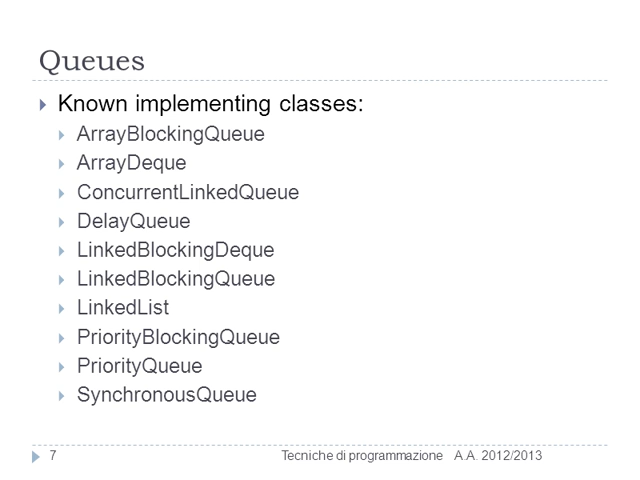 Queues
Known implementing classes:
ArrayBlockingQueue
ArrayDeque
ConcurrentLinkedQueue
DelayQueue
LinkedBlockingDeque
LinkedBlockingQueue
LinkedList
PriorityBlockingQueue
PriorityQueue
SynchronousQueue
7 Tecniche di programmazione A.A. 2012/2013